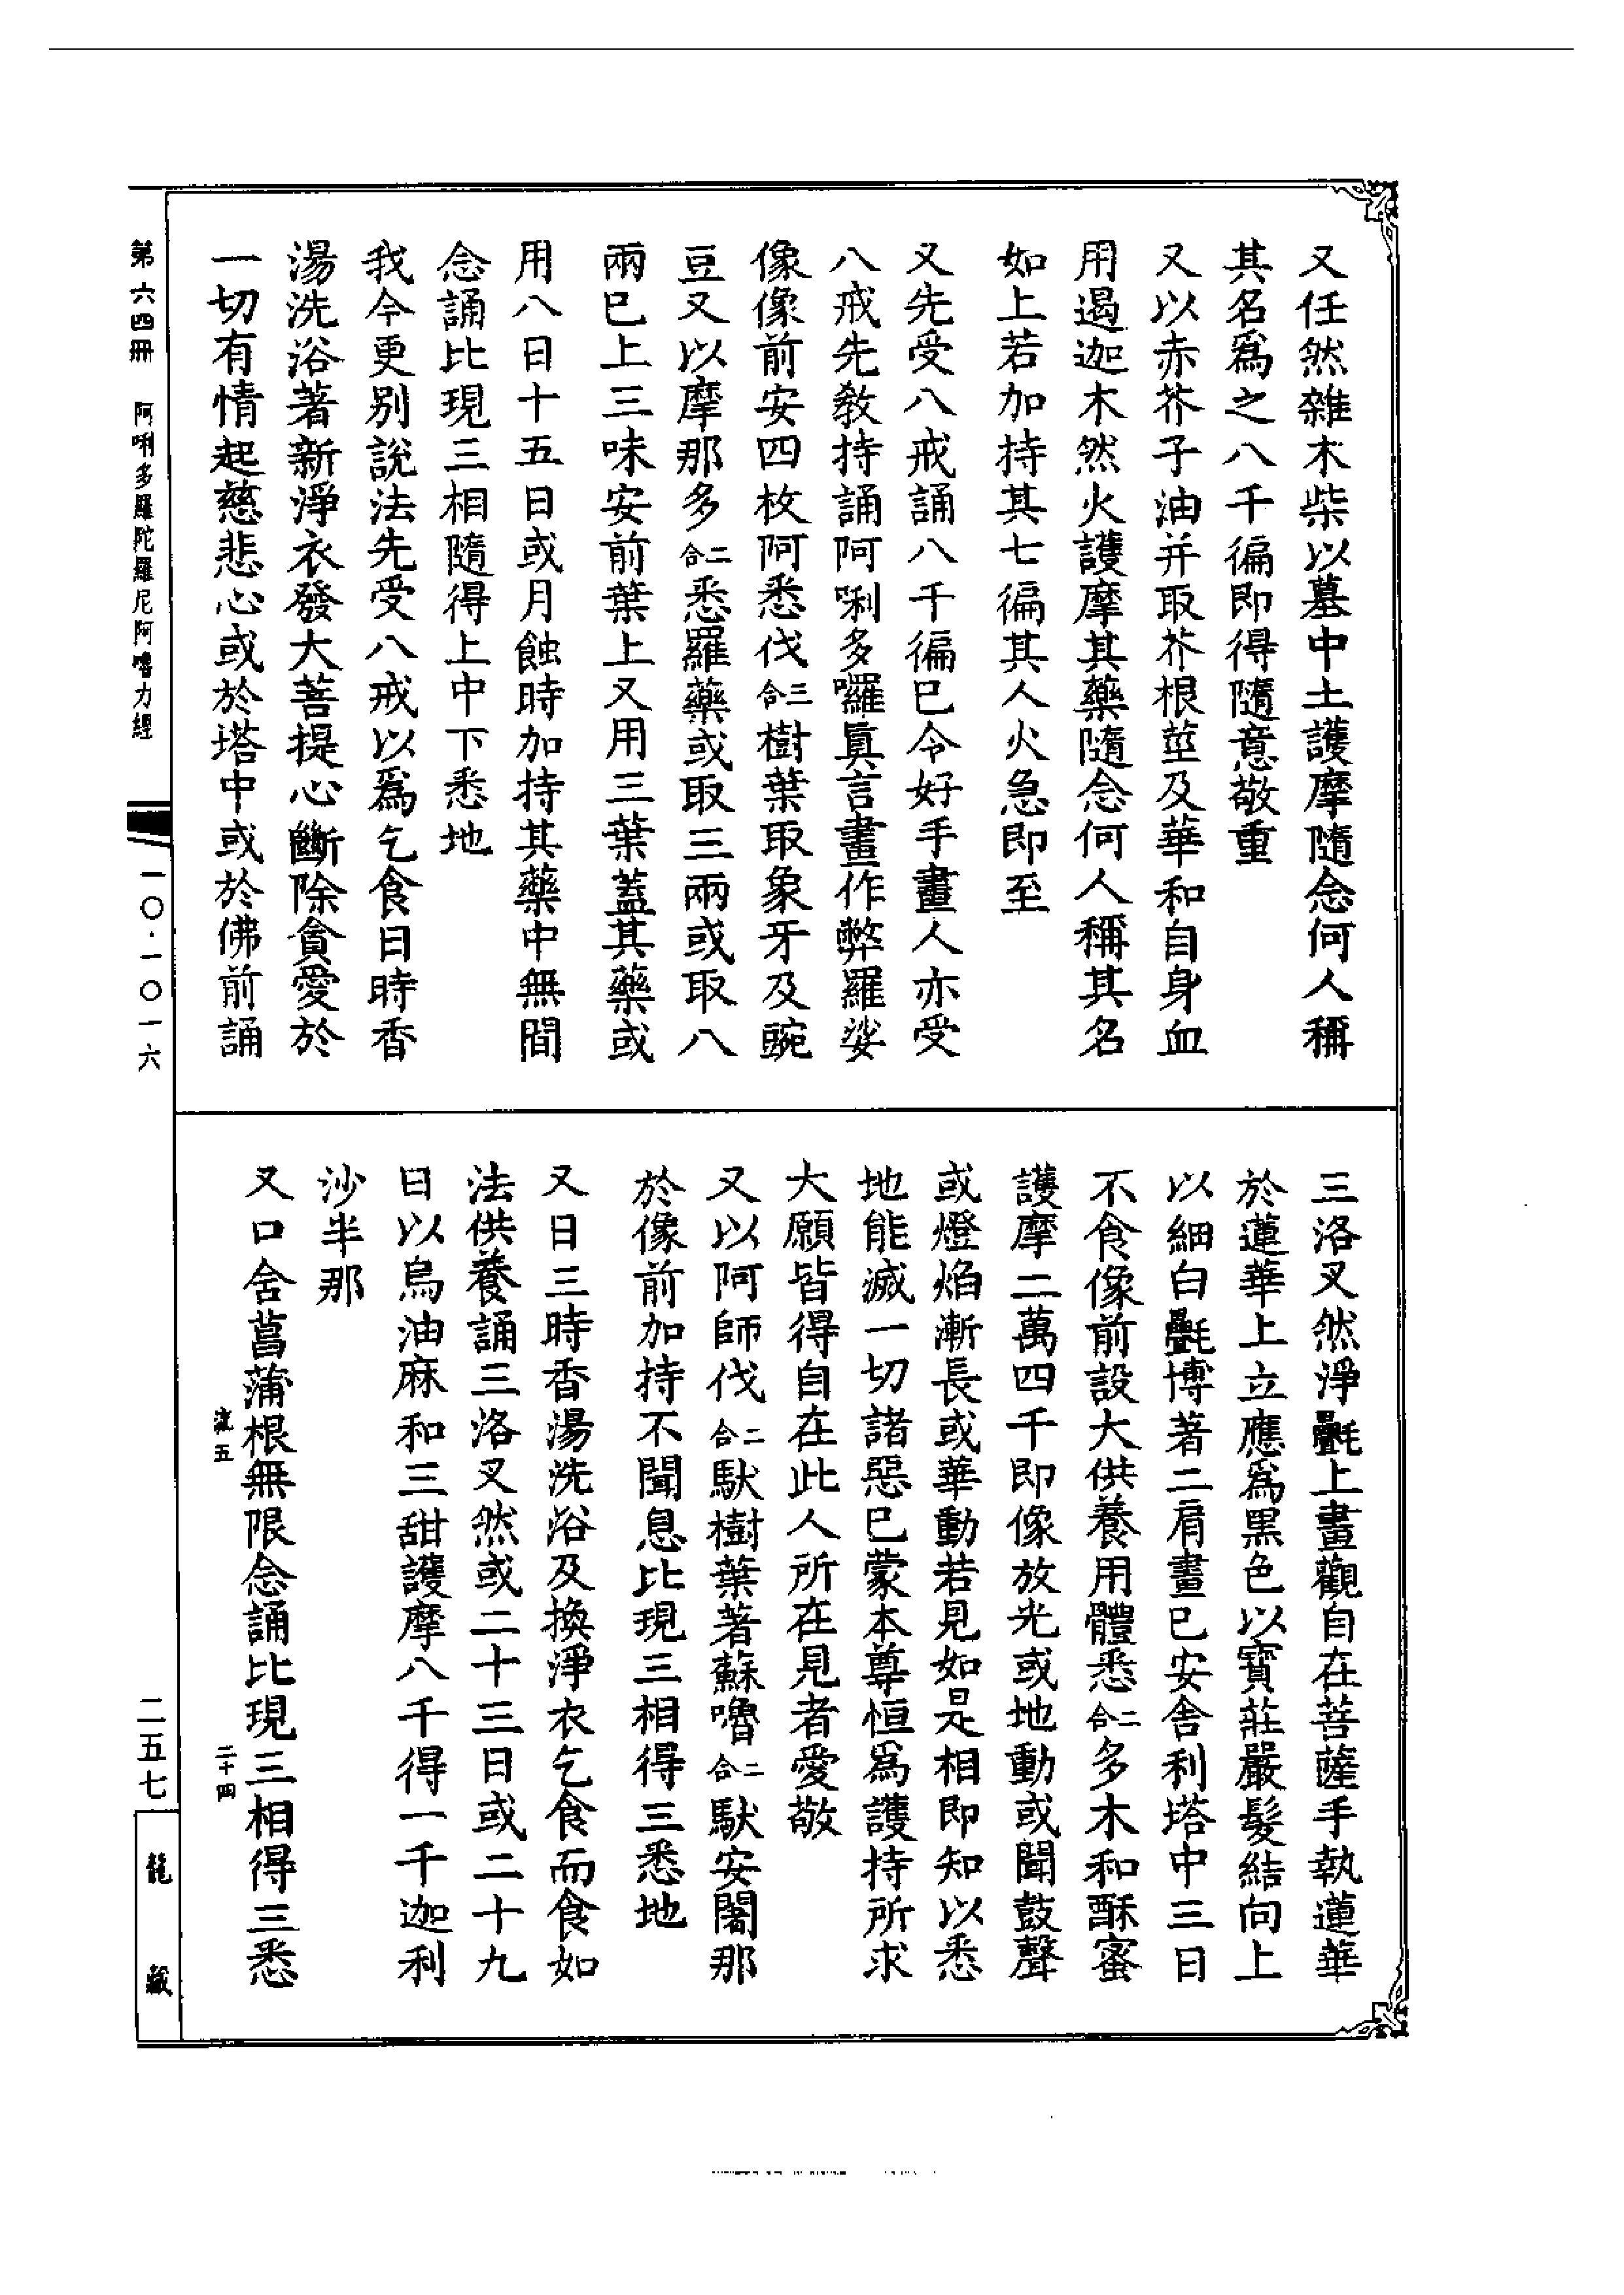 又任然雜木柴以墓中土護摩隨念何人稱
其名爲之八千徧即得隨意敬重
又以赤芥子油并取芥根莖及華和自身血
用遏迦木然火護摩其藥隨念何人稱其名
如上若加持其七徧其人火急即至
又先受八戒誦八千徧巳令好手畫人亦受
八戒先教持誦阿唎多囉眞言畫作弊羅娑
像像前安四枚阿悉伐三合樹葉取象牙及豌
豆又以摩那多二合悉羅藥或取三兩或取八
兩巳上三味安前葉上又用三葉蓋其藥或
用八日十五日或月蝕時加持其藥中無間
念誦比現三相隨得上中下悉地
我今更別說法先受八戒以爲乞食日時香
湯洗浴著新淨衣發大菩提心斷除貪愛於
一切有情起慈悲心或於塔中或於佛前誦
三洛叉然淨㲲上畫觀自在菩薩手執蓮華
於蓮華上立應爲黑色以寶莊嚴髮結向上
以細白㲲博著二肩畫巳安舍利塔中三日
不食像前設大供養用體悉二合多木和酥蜜
護摩二萬四千即像放光或地動或聞鼓聲
或燈焰漸長或華動若見如是相即知以悉
地能滅一切諸惡巳蒙本尊恒爲護持所求
大願皆得自在此人所在見者愛敬
又以阿師伐二合馱樹葉著蘇嚕二合馱安闍那
於像前加持不聞息比現三相得三悉地
又日三時香湯洗浴及換淨衣乞食而食如
法供養誦三洛叉然或二十三日或二十九
日以烏油麻和三甜護摩八千得一千迦利
沙半那
又口含菖蒲根無限念誦比現三相得三悉
五
二十四
第六四冊 阿唎多羅陀羅尼阿嚕力經
一〇·一〇一六
二五七
龍藏